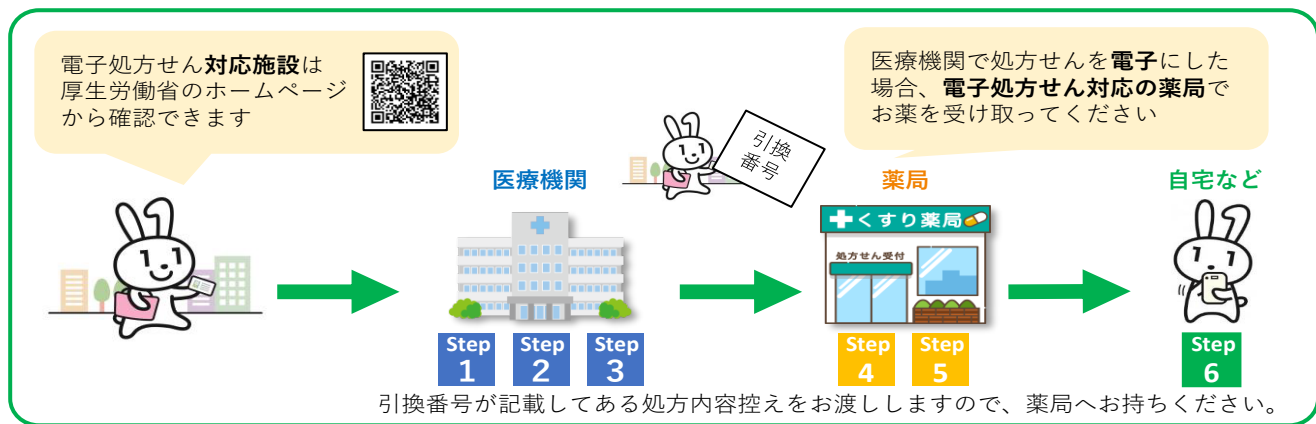 電子処方せん対応施設は
厚生労働省のホームページ
から確認できます
医療機関で処方せんを電子にした
場合、電子処方せん対応の薬局で
お薬を受け取ってください
引換
番号
医療機関
薬局
自宅など
くすり薬局
処方せん受付
Step
1
Step
2
Step
3
Step
4
Step
5
Step
6
引換番号が記載してある処方内容控えをお渡ししますので、薬局へお持ちください。